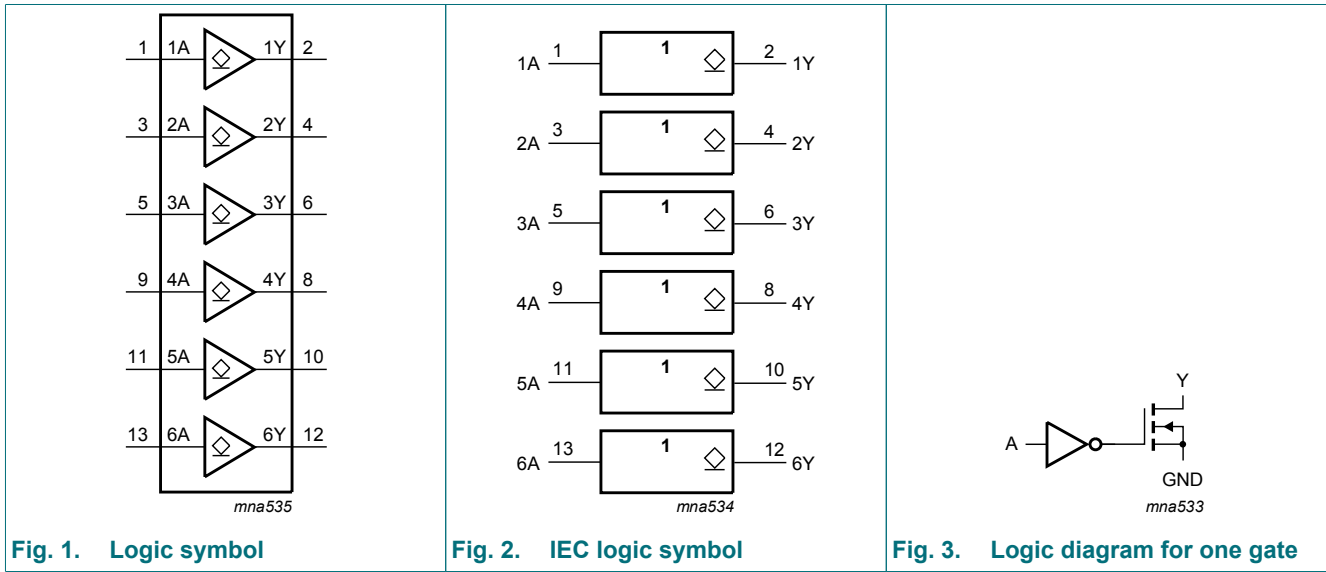 1 1A 1Y 2
3 2A 2Y 4
5 3A 3Y 6
9 4A 4Y 8
11 5A 5Y 10
13 6A 6Y 12
mna535
Fig. 1. Logic symbol
1A 1 1 2 1Y
2A 3 1 4 2Y
3A 5 1 6 3Y
4A 9 1 8 4Y
5A 11 1 10 5Y
6A 13 1 12 6Y
mna534
Fig. 2. IEC logic symbol
Y
A
GND
mna533
Fig. 3. Logic diagram for one gate